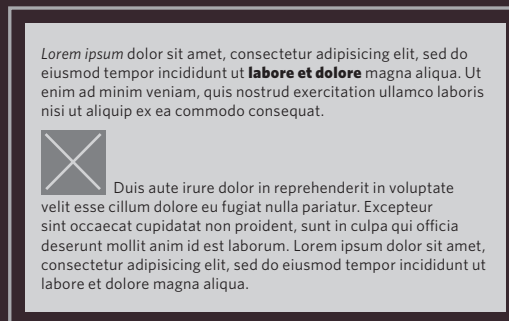 Lorem ipsum dolor sit amet, consectetur adipisicing elit, sed do
eiusmod tempor incididunt ut labore et dolore magna aliqua. Ut
enim ad minim veniam, quis nostrud exercitation ullamco laboris
nisi ut aliquip ex ea commodo consequat.
Duis aute irure dolor in reprehenderit in voluptate
velit esse cillum dolore eu fugiat nulla pariatur. Excepteur
sint occaecat cupidatat non proident, sunt in culpa qui officia
deserunt mollit anim id est laborum. Lorem ipsum dolor sit amet,
consectetur adipisicing elit, sed do eiusmod tempor incididunt ut
labore et dolore magna aliqua.